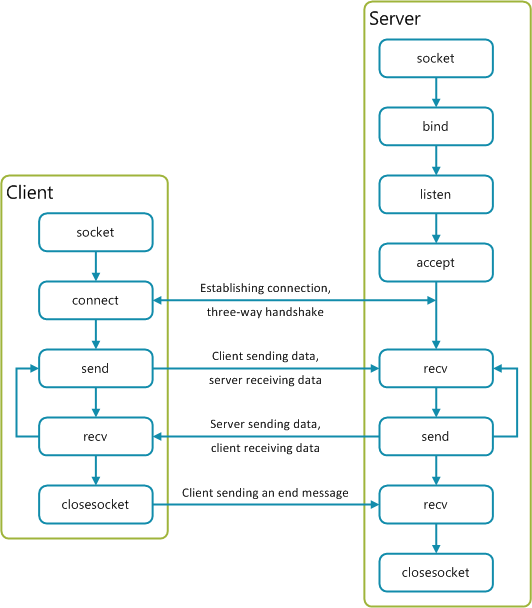 Server
socket
bind
listen
accept
Client
socket
connect
Establishing connection,
three-way handshake
send
Client sending data,
server receiving data
recv
recv
Server sending data,
client receiving data
send
closesocket
Client sending an end message
recv
closesocket